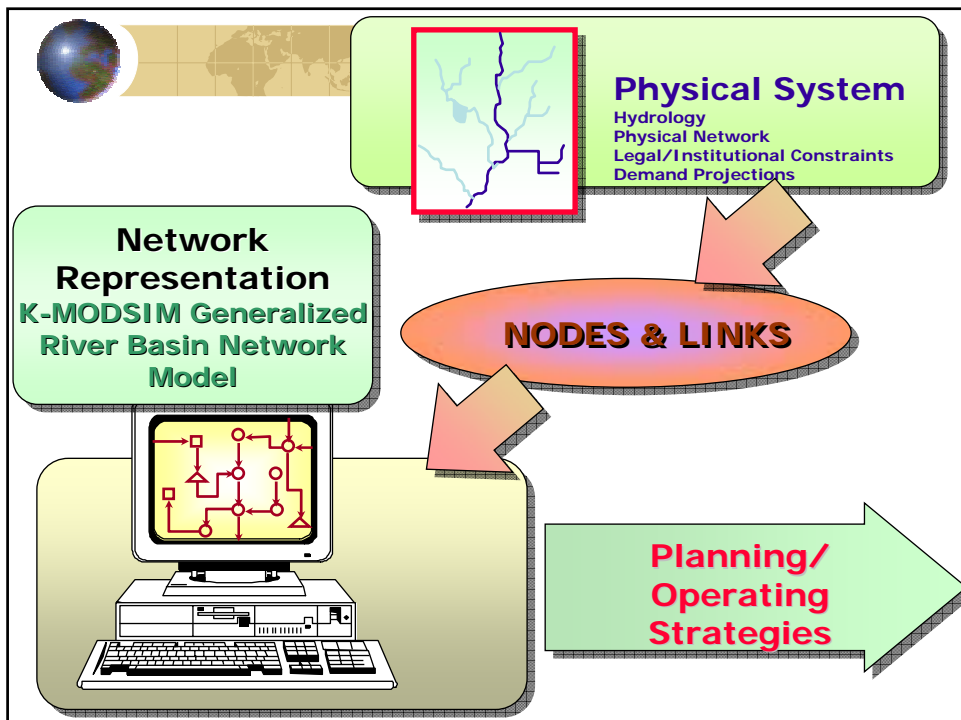 Physical System
Hydrology
Physical Network
Legal/Institutional Constraints
Demand Projections
Network
Representation
K-MODSIM Generalized
River Basin Network
Model
NODES & LINKS
Planning/
Operating
Strategies